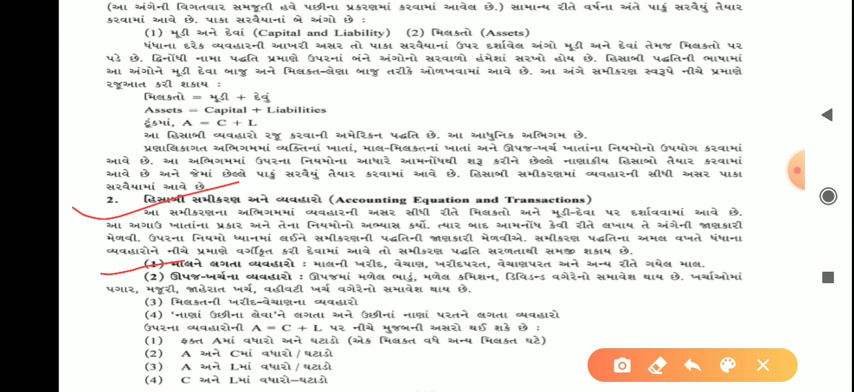 (આ અંગેની વિગતવાર સમજૂતી હવે પછીના પ્રકરણમાં કરવામાં આવેલ છે.) સામાન્ય રીતે વર્ષના અંતે પાકું સરવૈયું તૈયાર
કરવામાં આવે છે. પાકા સરવૈયાનાં બે અંગો છે :
(1) મૂડી અને દેવાં (Capital and Liability) (2) મિલકતો (Assets)
ધંધાના દરેક વ્યવહારની આખરી અસર તો પાકા સરવૈયાનાં ઉપર દર્શાવેલ અંગો મૂડી અને દેવાં તેમજ મિલકતો પર
પડે છે. દ્વિનોંધી નામા પદ્ધતિ પ્રમાણે ઉપરનાં બંને અંગોનો સરવાળો હંમેશાં સરખો હોય છે. હિસાબી પદ્ધતિની ભાષામાં
આ અંગોને મૂડી દેવા બાજુ અને મિલકત-લેણા બાજુ તરીકે ઓળખવામાં આવે છે. આ અંગે સમીકરણ સ્વરૂપે નીચે પ્રમાણે
રજૂઆત કરી શકાય :
મિલકતો = મૂડી + દેવું
Assets = Capital + Liabilities
ટૂંકમાં, A = C + L
આ હિસાબી વ્યવહારો રજૂ કરવાની અમેરિકન પદ્ધતિ છે. આ આધુનિક અભિગમ છે.
પ્રણાલિકાગત અભિગમમાં વ્યક્તિનાં ખાતાં, માલ-મિલકતનાં ખાતાં અને ઊપજ-ખર્ચ ખાતાંના નિયમોનો ઉપયોગ કરવામાં
આવે છે. આ અભિગમમાં ઉપરના નિયમોના આધારે આમનોંધથી શરૂ કરીને છેલ્લે નાણાકીય હિસાબો તૈયાર કરવામાં
આવે છે અને જેમાં છેલ્લે પાકું સરવૈયું તૈયાર કરવામાં આવે છે. હિસાબી સમીકરણમાં વ્યવહારની સીધી અસર પાકા
સરવૈયામાં આવે છે.
2. હિસાબી સમીકરણ અને વ્યવહારો (Accounting Equation and Transactions)
આ સમીકરણના અભિગમમાં વ્યવહારની અસર સીધી રીતે મિલકતો અને મૂડી-દેવા પર દર્શાવવામાં આવે છે.
આ અગાઉ ખાતાંના પ્રકાર અને તેના નિયમોનો અભ્યાસ કર્યો. ત્યાર બાદ આમનોંધ કેવી રીતે લખાય તે અંગેની જાણકારી
મેળવી. ઉપરના નિયમો ધ્યાનમાં લઈને સમીકરણની પદ્ધતિની જાણકારી મેળવીએ. સમીકરણ પદ્ધતિના અમલ વખતે ધંધાના
વ્યવહારોને નીચે પ્રમાણે વર્ગીકૃત કરી દેવામાં આવે તો સમીકરણ પદ્ધતિ સરળતાથી સમજી શકાય છે.
(1) માલને લગતા વ્યવહારો : માલની ખરીદ, વેચાણ, ખરીદપરત, વેચાણપરત અને અન્ય રીતે ગયેલ માલ.
(2) ઊપજ-ખર્ચના વ્યવહારો : ઊપજમાં મળેલ ભાડું, મળેલ કમિશન, ડિવિડન્ડ વગેરેનો સમાવેશ થાય છે. ખર્ચાઓમાં
પગાર, મજૂરી, જાહેરાત ખર્ચ, વહીવટી ખર્ચ વગેરેનો સમાવેશ થાય છે.
(3) મિલકતની ખરીદ-વેચાણના વ્યવહારો
(4) 'નાણાં ઉછીના લેવા'ને લગતા અને ઉછીનાં નાણાં પરતને લગતા વ્યવહારો
ઉપરના વ્યવહારોની A = C + L પર નીચે મુજબની અસરો થઈ શકે છે :
(1) ફક્ત Aમાં વધારો અને ઘટાડો (એક મિલકત વધે અન્ય મિલકત ઘટે)
(2) A અને Cમાં વધારો / ઘટાડો
(3) A અને Lમાં વધારો / ઘટાડો
(4) C અને Lમાં વધારો-ઘટાડો